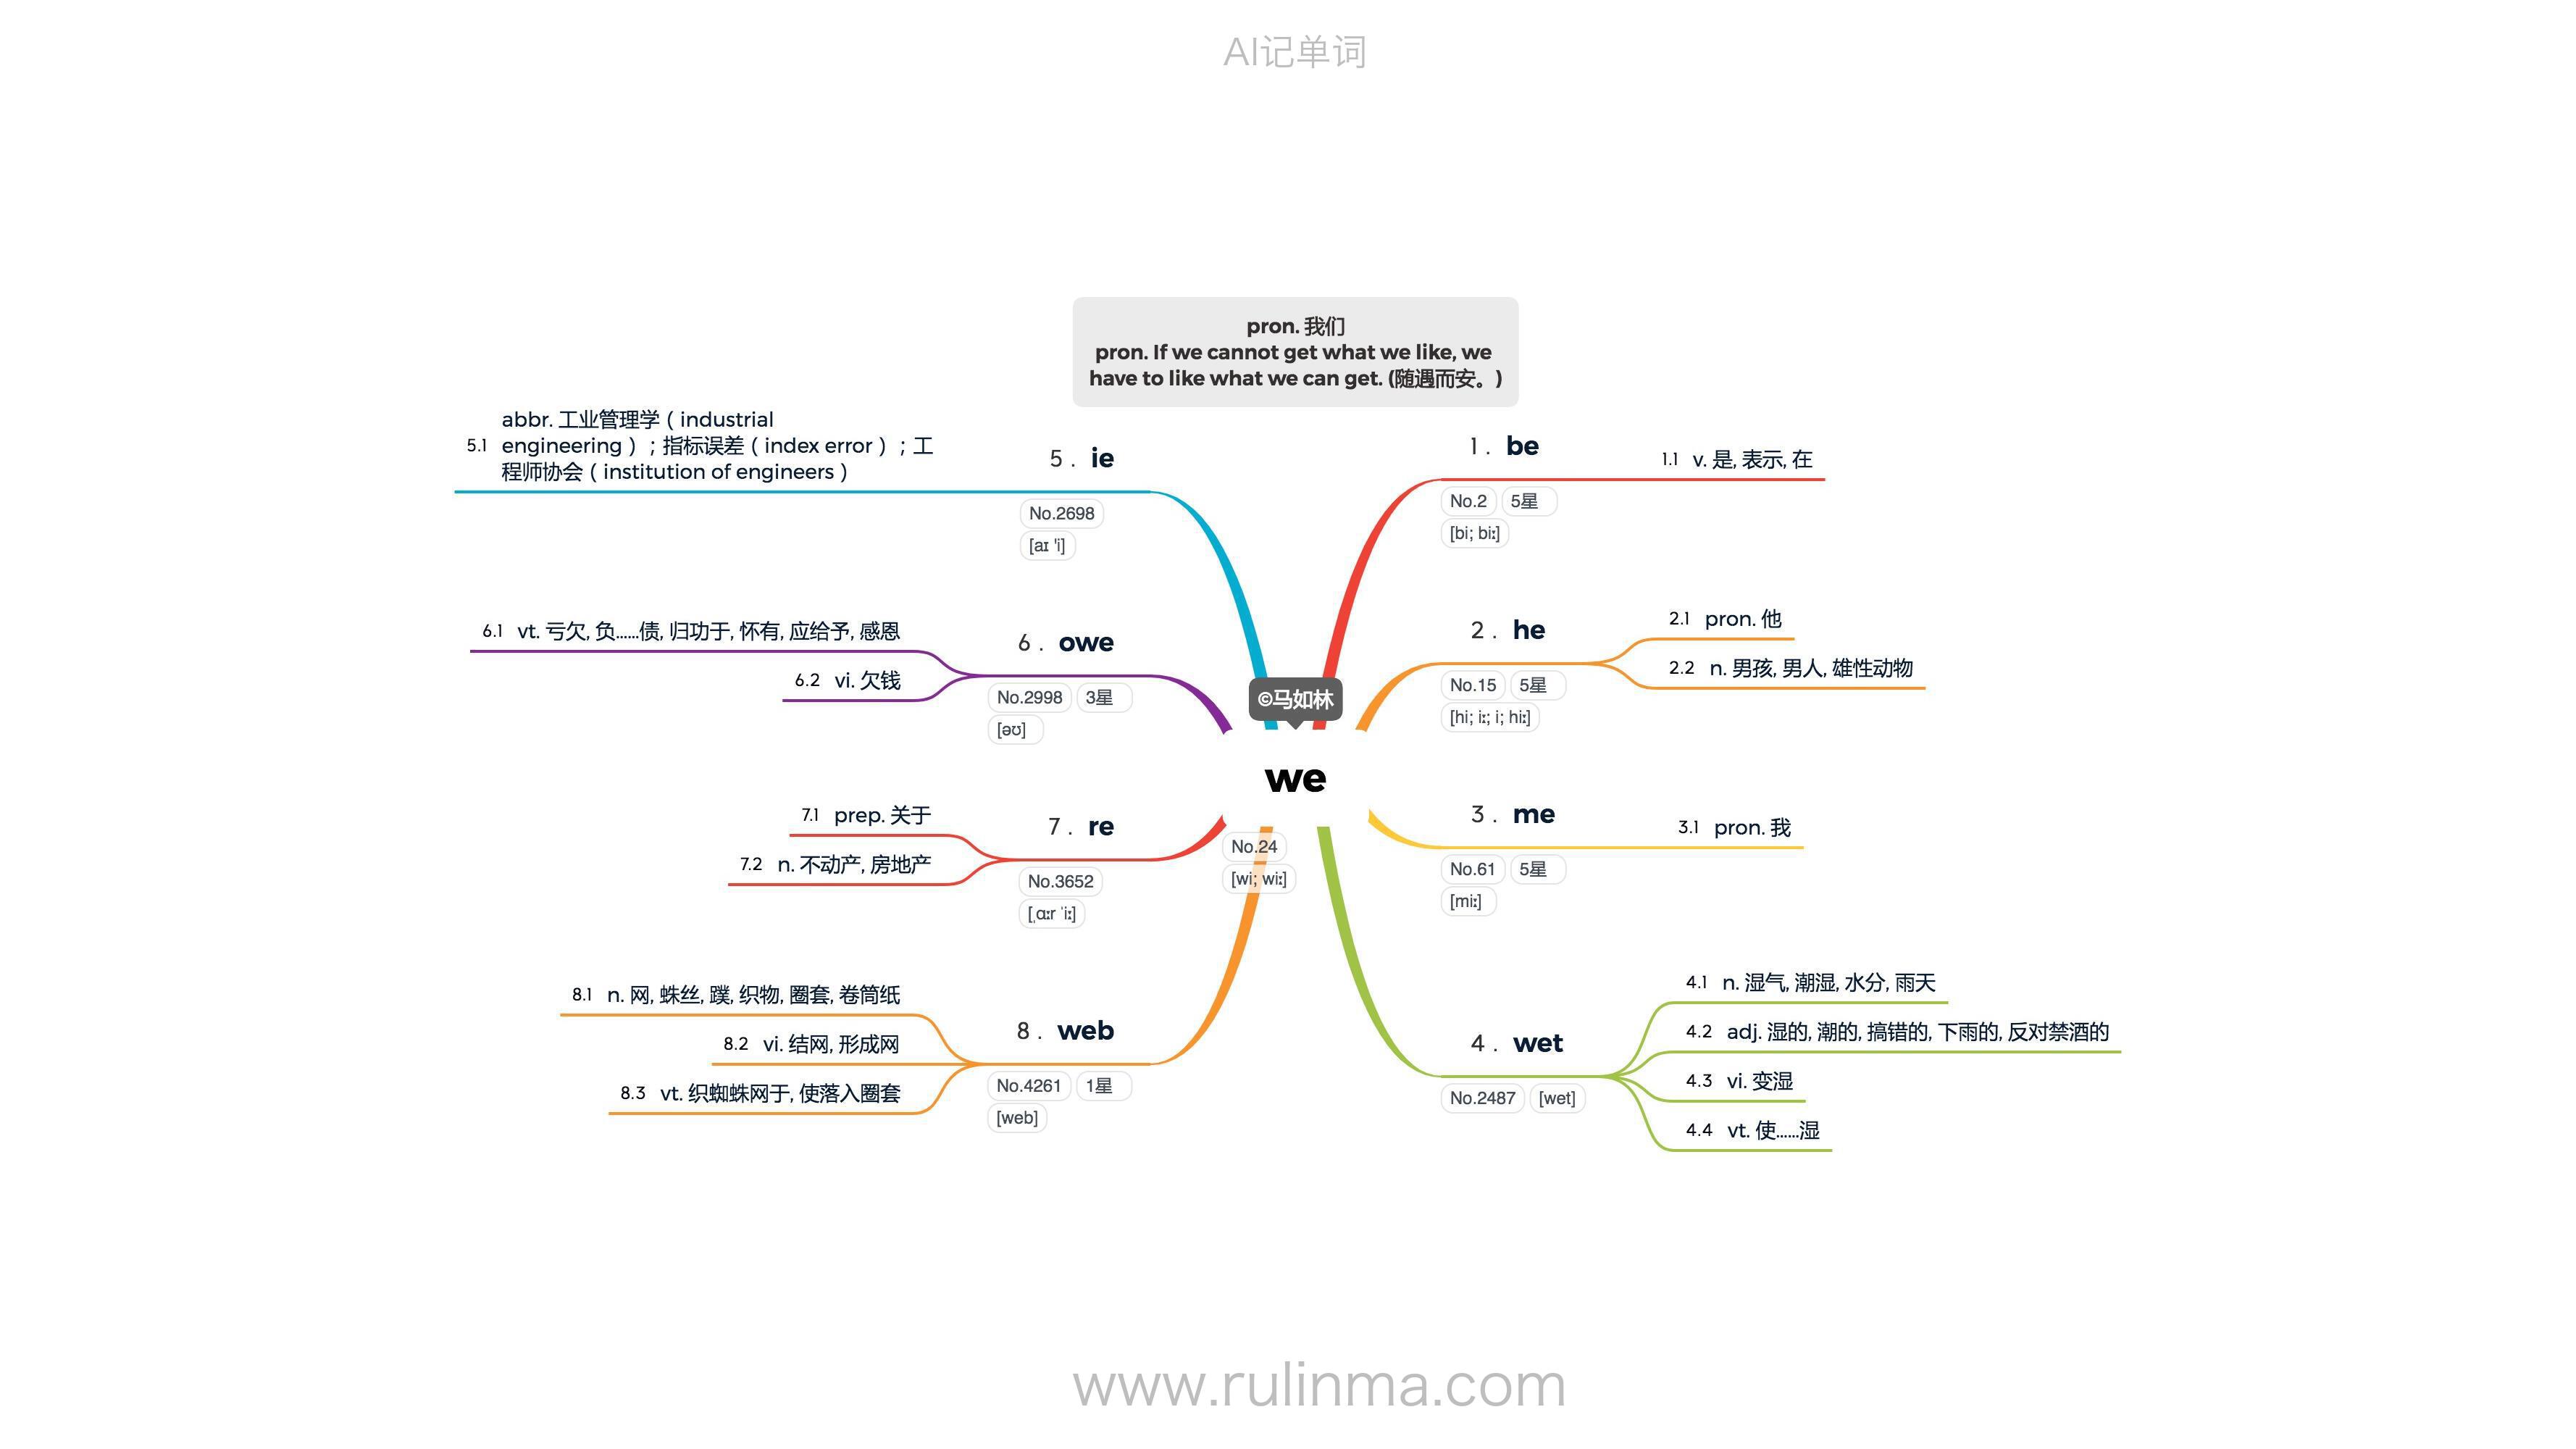 AI记单词
pron. 我们
pron. If we cannot get what we like, we
have to like what we can get. (随遇而安。)
©马如林
we
No.24
[wi; wiː]
1 . be
No.2 5星
[bi; biː]
1.1 v. 是, 表示, 在
2 . he
No.15 5星
[hi; iː; i; hiː]
2.1 pron. 他
2.2 n. 男孩, 男人, 雄性动物
3 . me
No.61 5星
[miː]
3.1 pron. 我
4 . wet
No.2487 [wet]
4.1 n. 湿气, 潮湿, 水分, 雨天
4.2 adj. 湿的, 潮的, 搞错的, 下雨的, 反对禁酒的
4.3 vi. 变湿
4.4 vt. 使......湿
5 . ie
No.2698
[aɪ 'i]
5.1 abbr. 工业管理学（industrial
engineering）；指标误差（index error）；工
程师协会（institution of engineers）
6 . owe
No.2998 3星
[əʊ]
6.1 vt. 亏欠, 负......债, 归功于, 怀有, 应给予, 感恩
6.2 vi. 欠钱
7 . re
No.3652
[ˌɑːr ˈiː]
7.1 prep. 关于
7.2 n. 不动产, 房地产
8 . web
No.4261 1星
[web]
8.1 n. 网, 蛛丝, 蹼, 织物, 圈套, 卷筒纸
8.2 vi. 结网, 形成网
8.3 vt. 织蜘蛛网于, 使落入圈套
www.rulinma.com